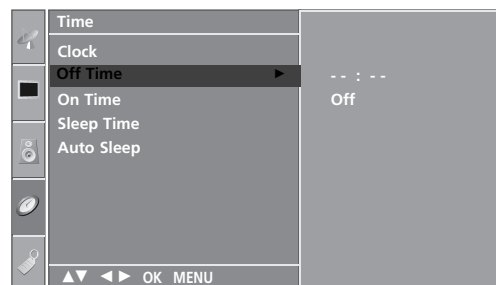 Time
Clock
Off Time ► - - : - -
On Time Off
Sleep Time
Auto Sleep
▲▼ ◄► OK MENU